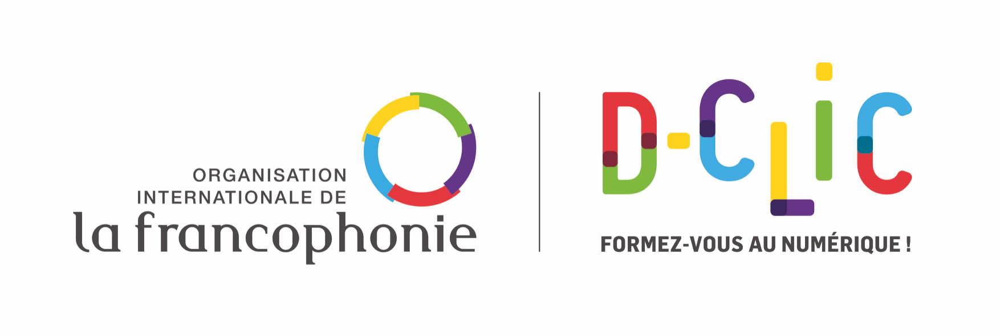 ORGANISATION
INTERNATIONALE DE
la francophonie
D-CLiC
FORMEZ-VOUS AU NUMÉRIQUE !